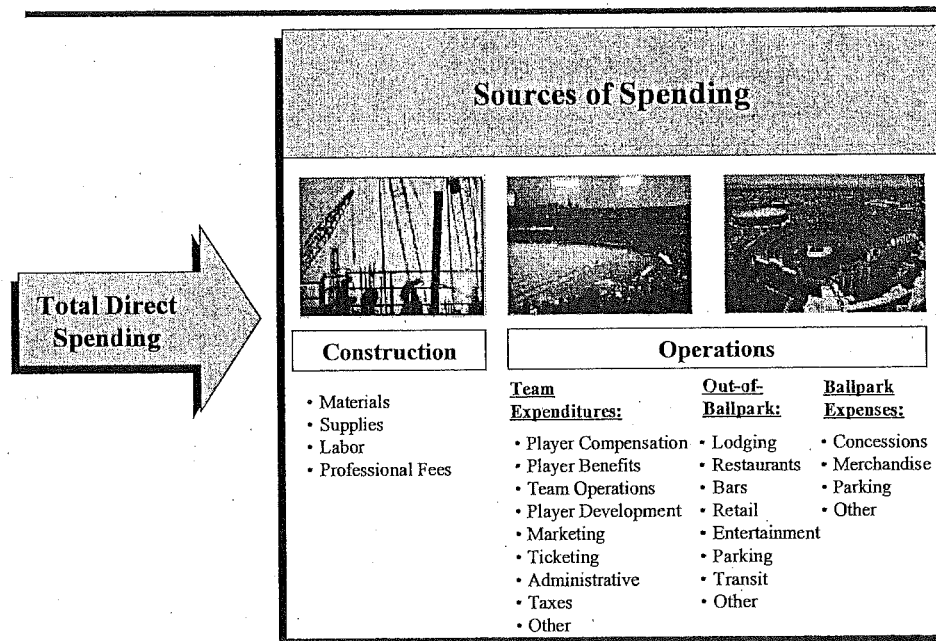 Sources of Spending
Total Direct
Spending
Construction
• Materials
• Supplies
• Labor
• Professional Fees
Operations
Team
Expenditures:
• Player Compensation
• Player Benefits
• Team Operations
• Player Development
• Marketing
• Ticketing
• Administrative
• Taxes
• Other
Out-of-
Ballpark:
• Lodging
• Restaurants
• Bars
• Retail
• Entertainment
• Parking
• Transit
• Other
Ballpark
Expenses:
• Concessions
• Merchandise
• Parking
• Other